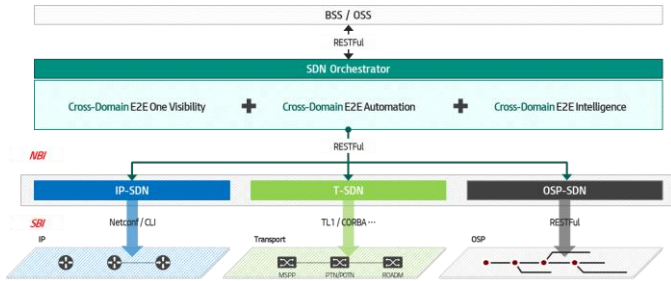 BSS / OSS
RESTFul
SDN Orchestrator
Cross-Domain E2E One Visibility
Cross-Domain E2E Automation
Cross-Domain E2E Intelligence
RESTFul
NBI
IP-SDN
T-SDN
OSP-SDN
SBI
Netconf / CLI
TL1 / CORBA ···
RESTFul
IP
Transport
OSP
MSPP
PTN/POTN
ROADM